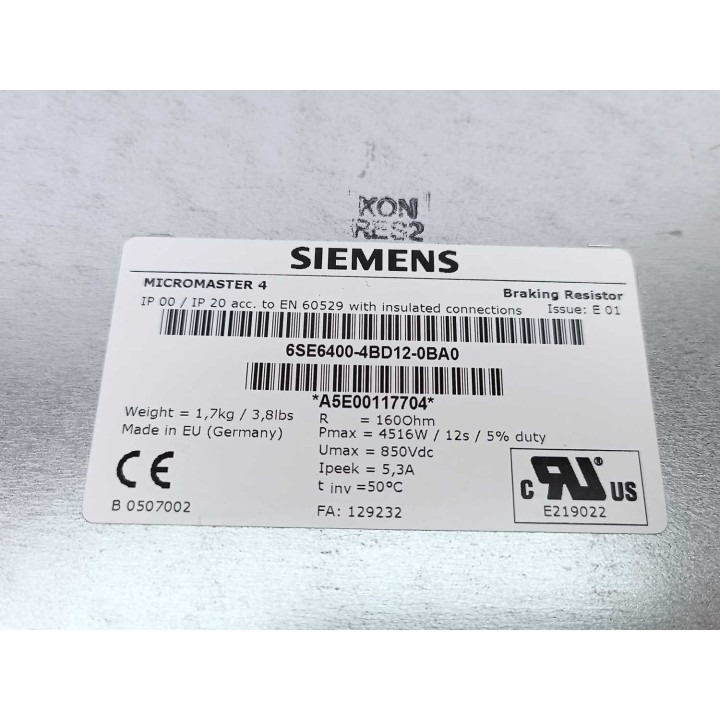 XON
RES2
SIEMENS
MICROMASTER 4
Braking Resistor
IP 00 / IP 20 acc. to EN 60529 with insulated connections
Issue: E 01
6SE6400-4BD12-0BA0
*A5E00117704*
Weight = 1,7kg / 3,8lbs
Made in EU (Germany)
R = 160Ohm
Pmax = 4516W / 12s / 5% duty
Umax = 850Vdc
Ipeek = 5,3A
t inv =50°C
CE
B 0507002
FA: 129232
c RU ® US
E219022